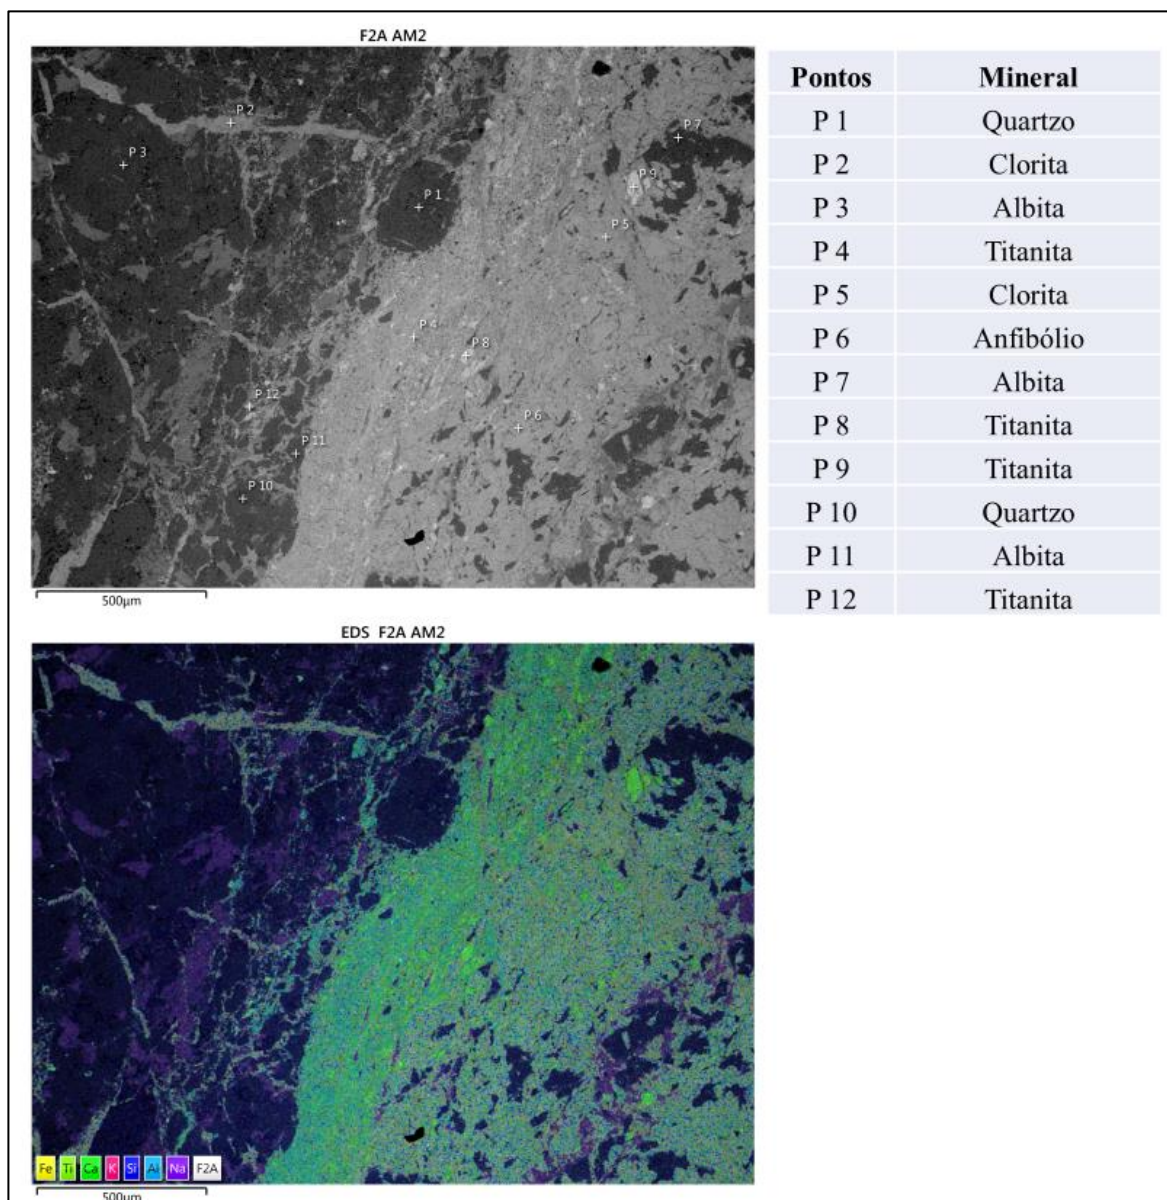 F2A AM2
P 2
P 7
P 3
P 9
P 1
P 5
P 4
P 8
P 12
P 6
P 11
P 10
500µm
Pontos Mineral
P 1 Quartzo
P 2 Clorita
P 3 Albita
P 4 Titanita
P 5 Clorita
P 6 Anfibólio
P 7 Albita
P 8 Titanita
P 9 Titanita
P 10 Quartzo
P 11 Albita
P 12 Titanita
EDS F2A AM2
Fe Ti Ca K Si Al Na F2A
500µm